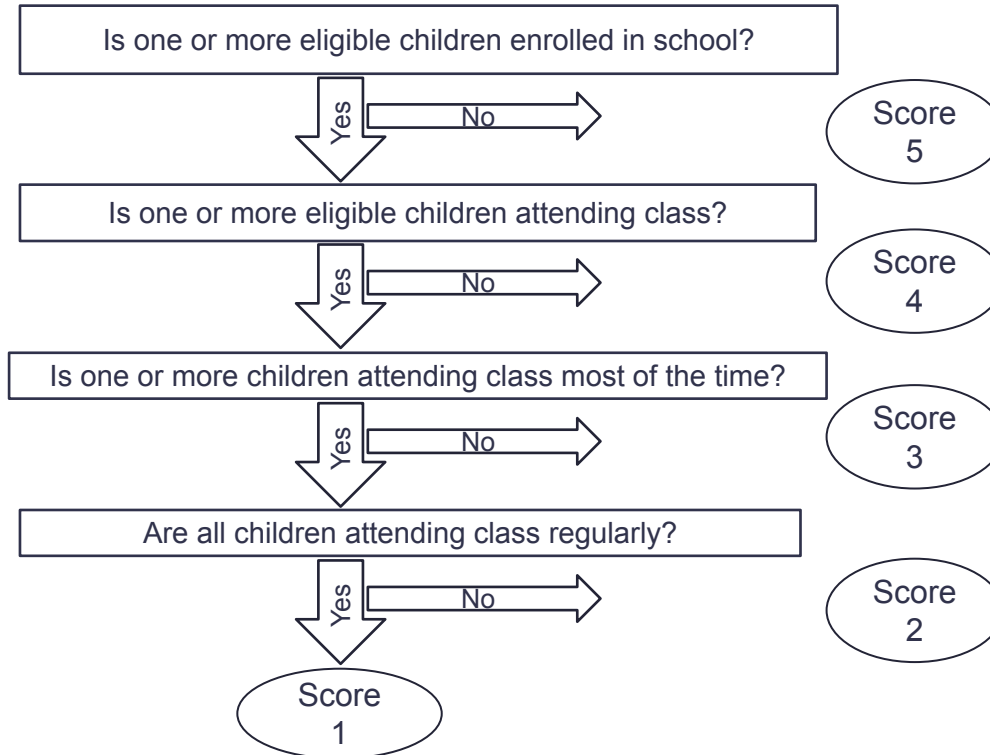 Is one or more eligible children enrolled in school?
Yes
No
Score
5
Is one or more eligible children attending class?
Yes
No
Score
4
Is one or more children attending class most of the time?
Yes
No
Score
3
Are all children attending class regularly?
Yes
No
Score
2
Score
1